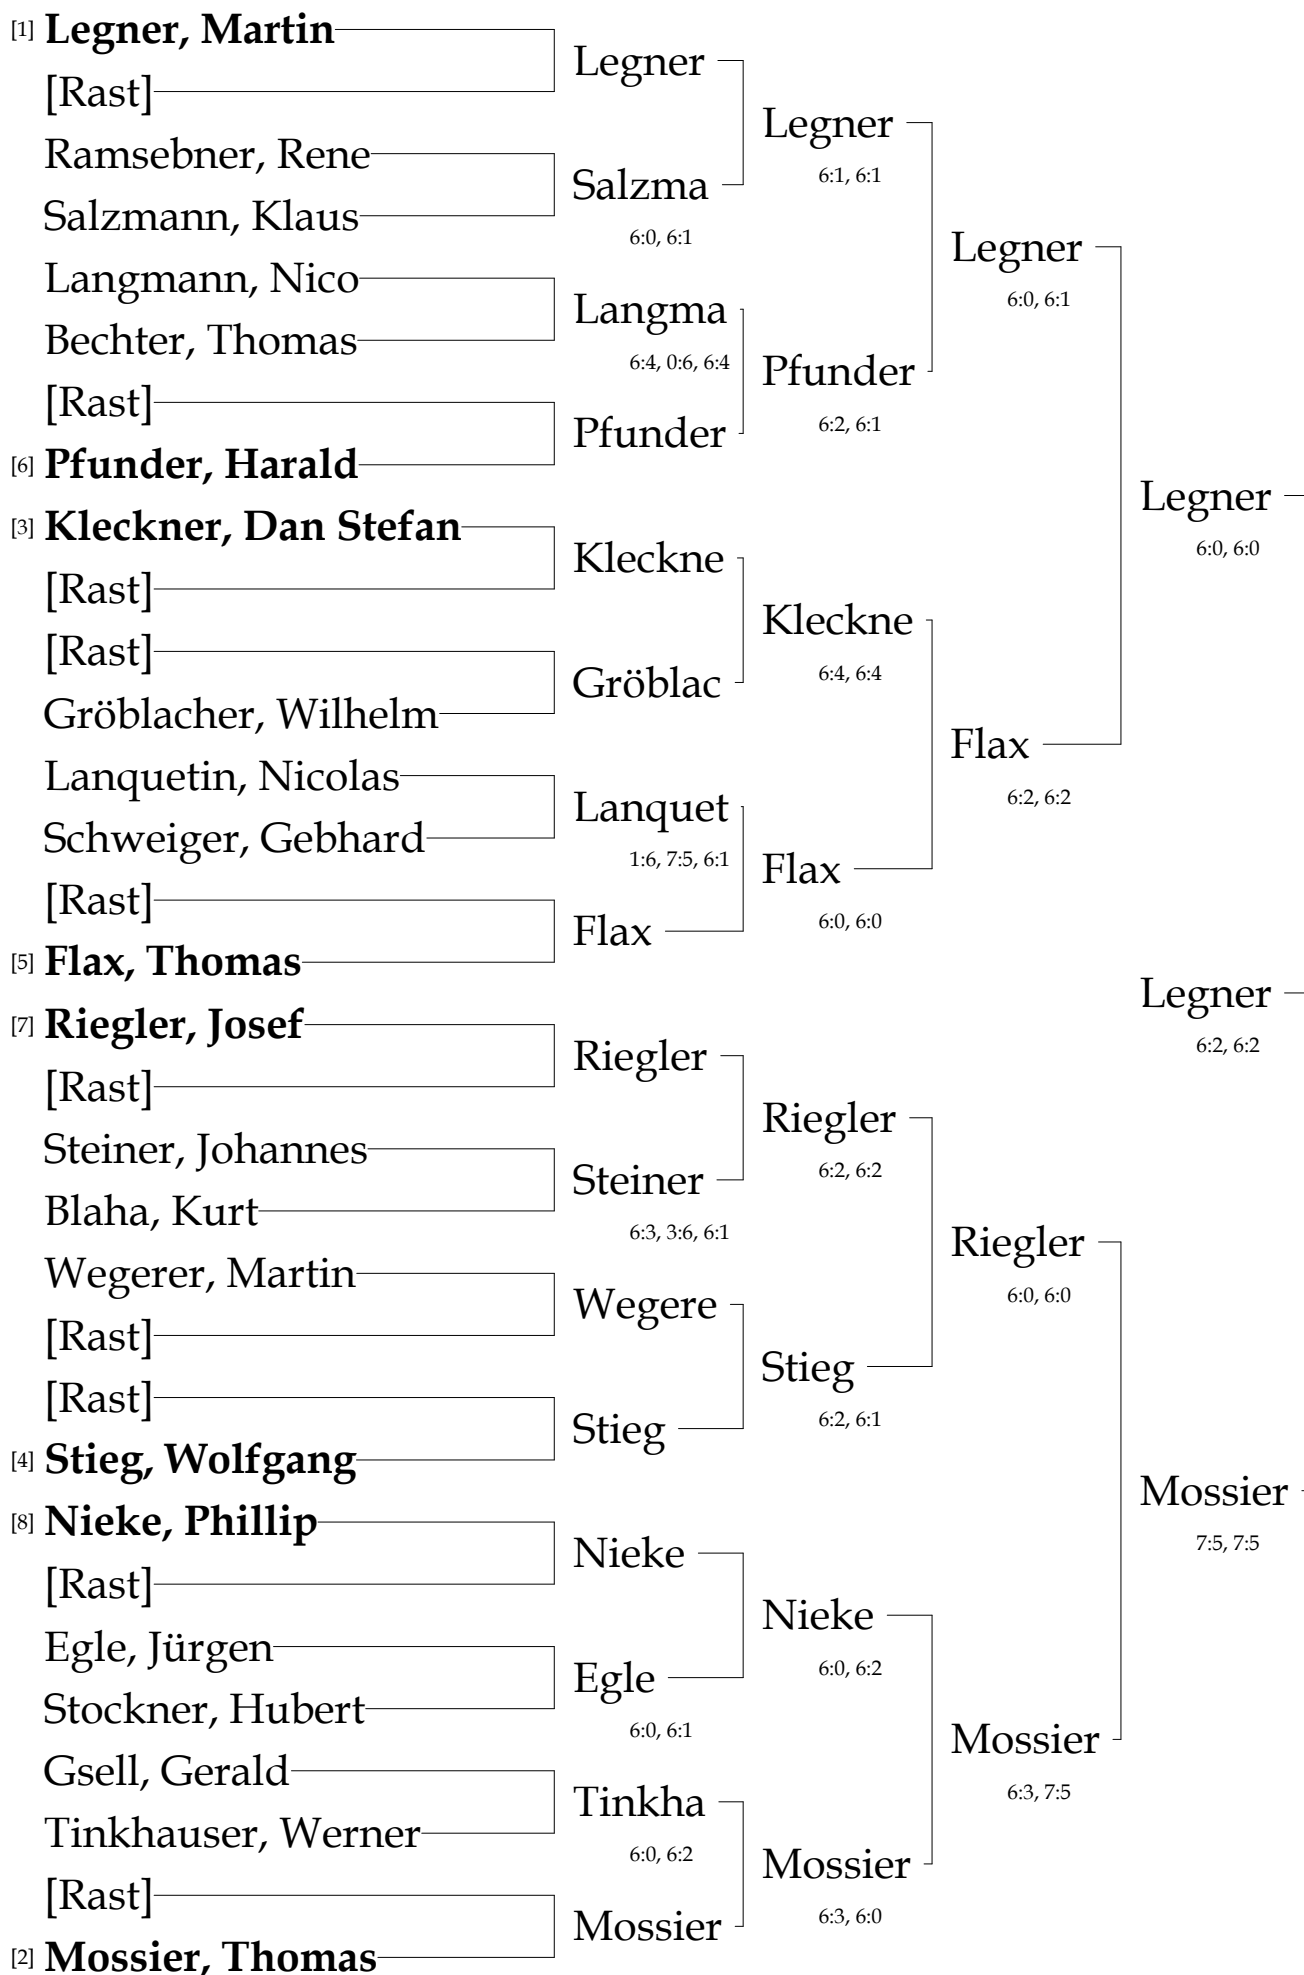 [1] Legner, Martin
[Rast]
Ramsebner, Rene
Salzmann, Klaus
Langmann, Nico
Bechter, Thomas
[Rast]
[6] Pfunder, Harald
[3] Kleckner, Dan Stefan
[Rast]
[Rast]
Gröblacher, Wilhelm
Lanquetin, Nicolas
Schweiger, Gebhard
[Rast]
[5] Flax, Thomas
[7] Riegler, Josef
[Rast]
Steiner, Johannes
Blaha, Kurt
Wegerer, Martin
[Rast]
[Rast]
[4] Stieg, Wolfgang
[8] Nieke, Phillip
[Rast]
Egle, Jürgen
Stockner, Hubert
Gsell, Gerald
Tinkhauser, Werner
[Rast]
[2] Mossier, Thomas
Legner
Salzma
6:0, 6:1
Langma
6:4, 0:6, 6:4
Pfunder
Kleckne
Gröblac
Lanquet
1:6, 7:5, 6:1
Flax
Riegler
Steiner
6:3, 3:6, 6:1
Wegere
Stieg
Nieke
Egle
6:0, 6:1
Tinkha
6:0, 6:2
Mossier
Legner
6:1, 6:1
Pfunder
6:2, 6:1
Kleckne
6:4, 6:4
Flax
6:0, 6:0
Riegler
6:2, 6:2
Stieg
6:2, 6:1
Nieke
6:0, 6:2
Mossier
6:3, 6:0
Legner
6:0, 6:1
Flax
6:2, 6:2
Riegler
6:0, 6:0
Mossier
6:3, 7:5
Legner
6:0, 6:0
Legner
6:2, 6:2
Mossier
7:5, 7:5